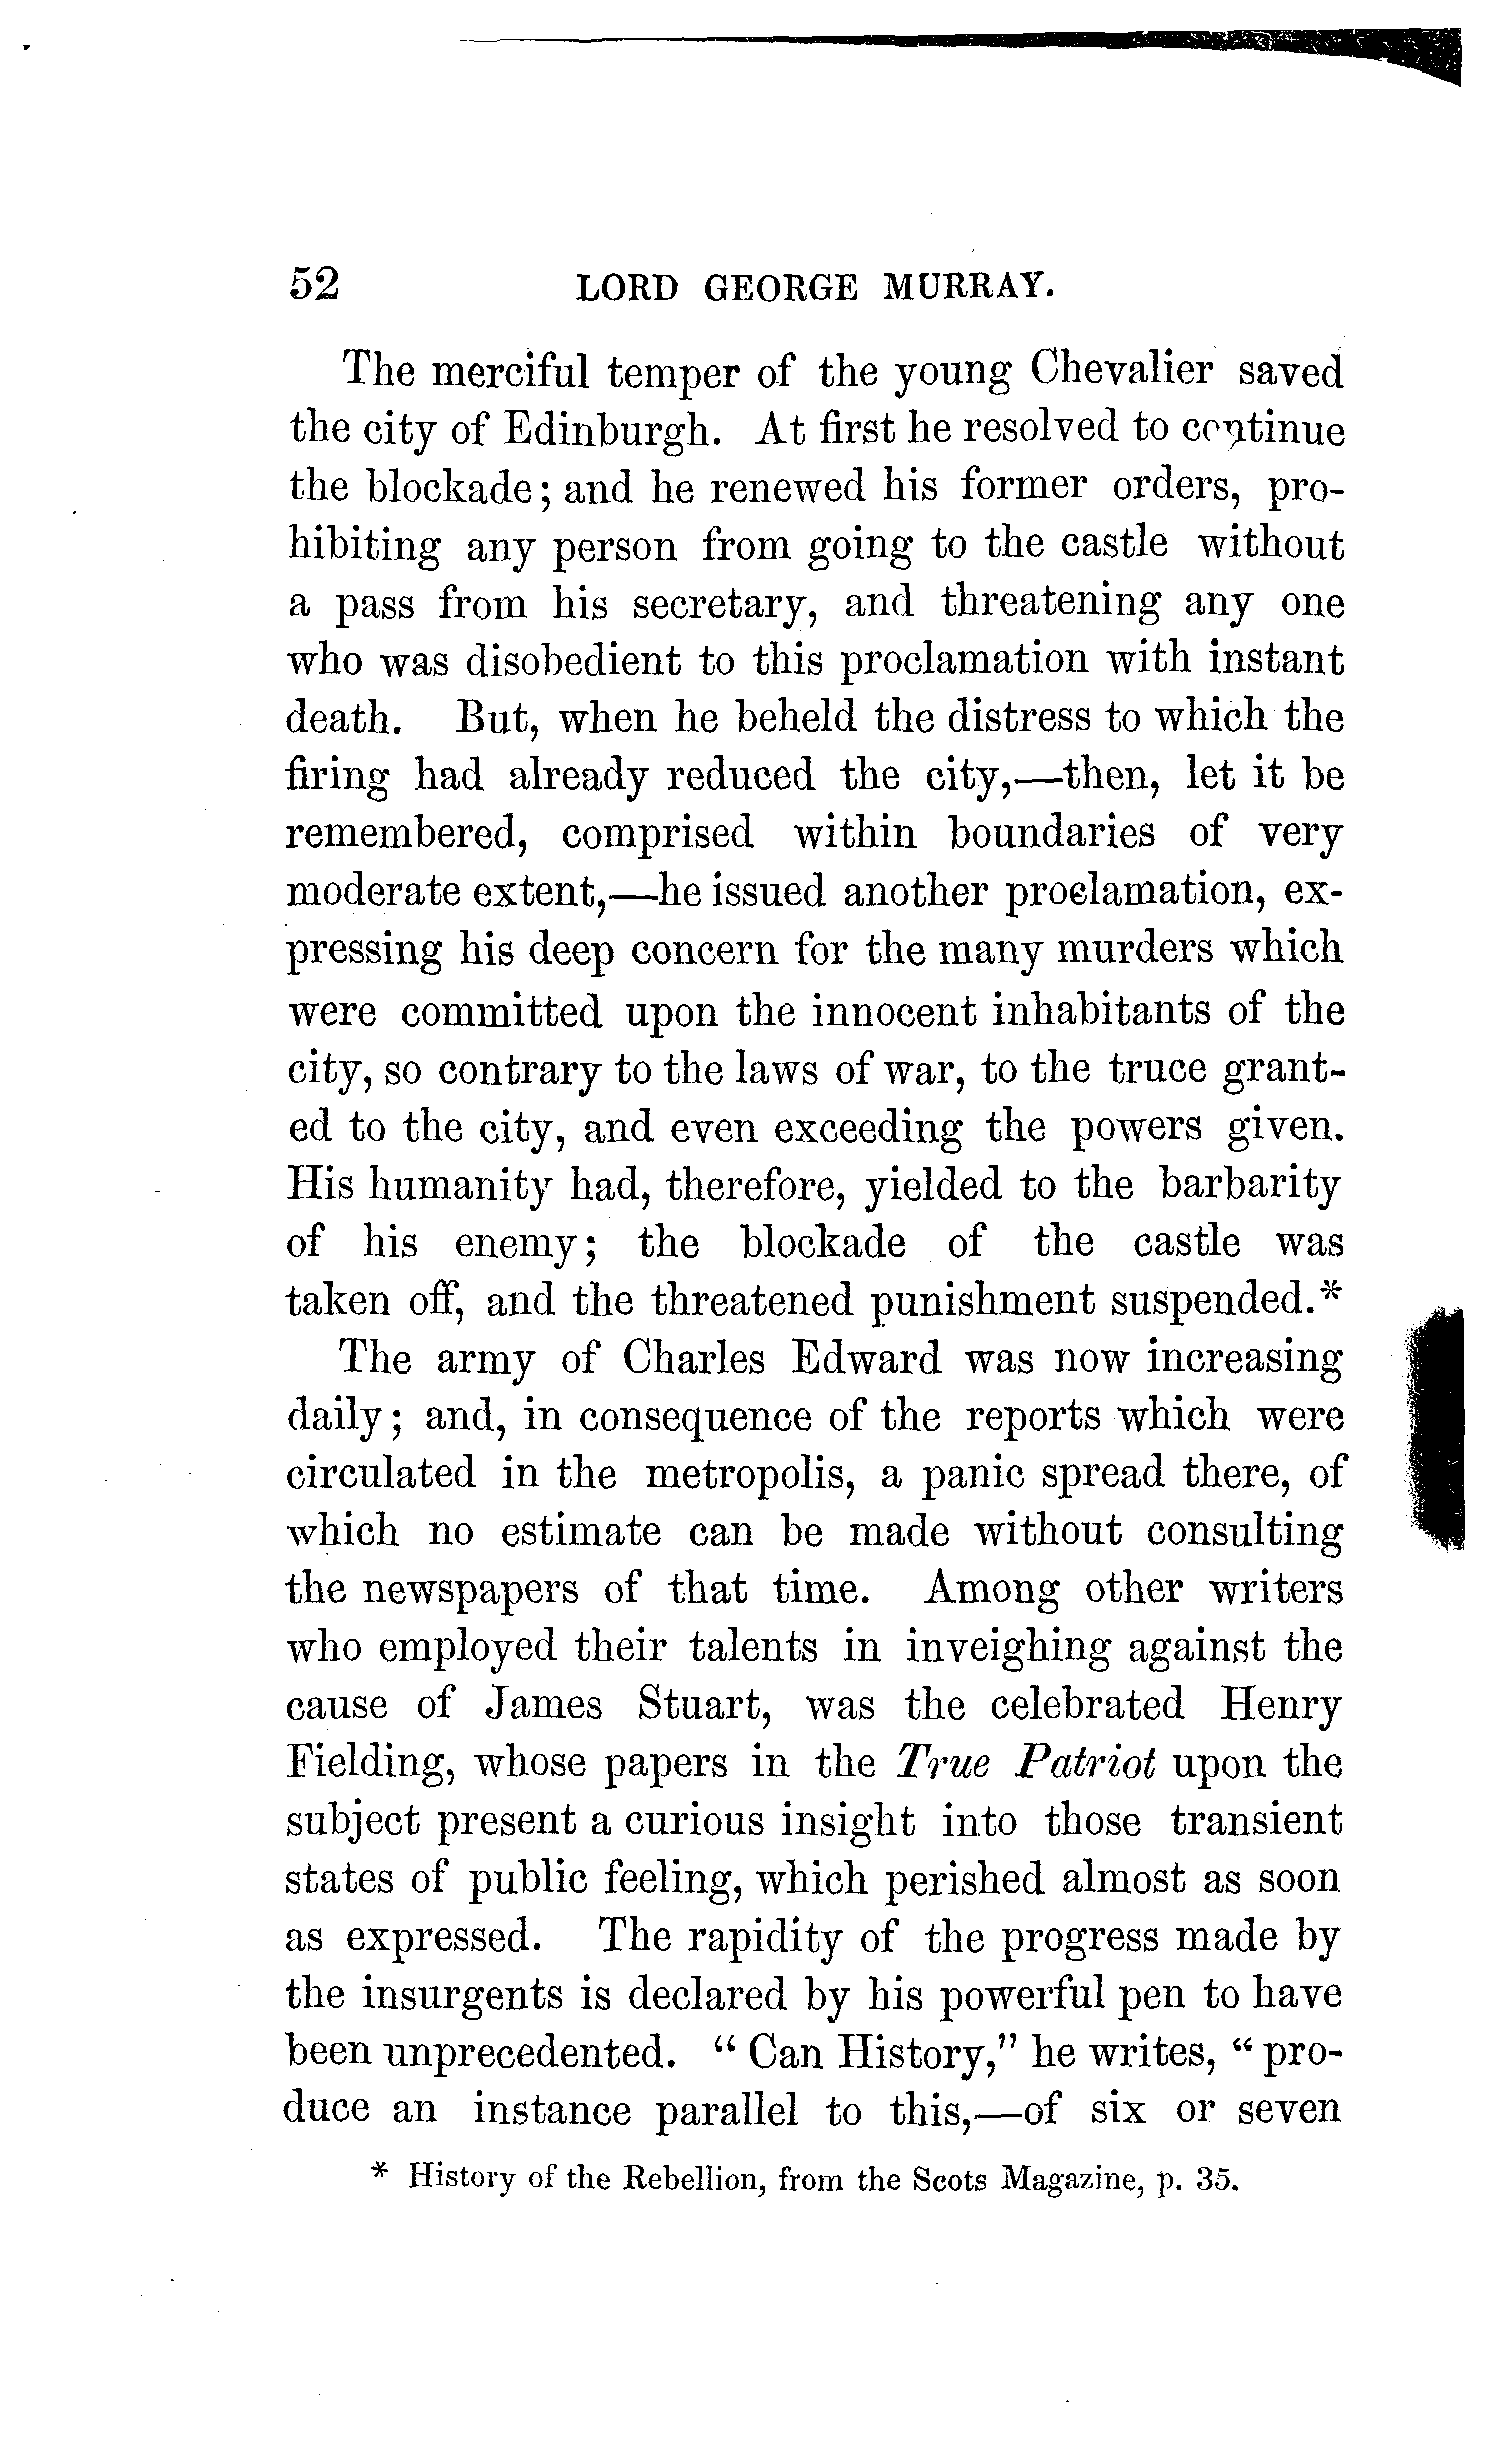 52 LORD GEORGE MURRAY.
The merciful temper of the young Chevalier saved
the city of Edinburgh. At first he resolved to continue
the blockade; and he renewed his former orders, pro-
hibiting any person from going to the castle without
a pass from his secretary, and threatening any one
who was disobedient to this proclamation with instant
death. But, when he beheld the distress to which the
firing had already reduced the city,—then, let it be
remembered, comprised within boundaries of very
moderate extent,—he issued another proclamation, ex-
pressing his deep concern for the many murders which
were committed upon the innocent inhabitants of the
city, so contrary to the laws of war, to the truce grant-
ed to the city, and even exceeding the powers given.
His humanity had, therefore, yielded to the barbarity
of his enemy; the blockade of the castle was
taken off, and the threatened punishment suspended.*
The army of Charles Edward was now increasing
daily; and, in consequence of the reports which were
circulated in the metropolis, a panic spread there, of
which no estimate can be made without consulting
the newspapers of that time. Among other writers
who employed their talents in inveighing against the
cause of James Stuart, was the celebrated Henry
Fielding, whose papers in the True Patriot upon the
subject present a curious insight into those transient
states of public feeling, which perished almost as soon
as expressed. The rapidity of the progress made by
the insurgents is declared by his powerful pen to have
been unprecedented. "Can History," he writes, "pro-
duce an instance parallel to this,—of six or seven
* History of the Rebellion, from the Scots Magazine, p. 35.